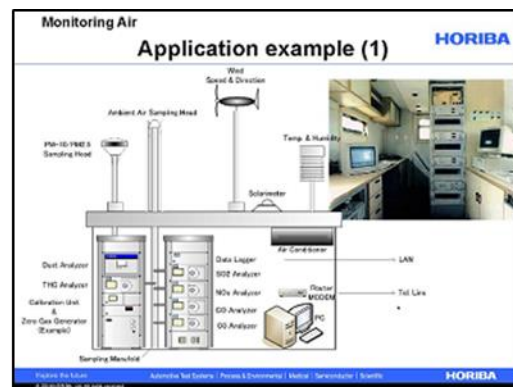 Monitoring Air
Application example (1)
HORIBA
Wind
Speed & Direction
Ambient Air Sampling Head
PM-10/PM2.5
Sampling Head
Temp. & Humidity
Solarimeter
Air Conditioner
Dust Analyzer
THC Analyzer
Calibration Unit
&
Zero Gas Generator
(Example)
Sampling Manifold
Data Logger
SO2 Analyzer
NOx Analyzer
CO Analyzer
Router
MODEM
PC
LAN
Tel Line
Explore the future
Automotive Test Systems | Process & Environmental | Medical | Semiconductor | Scientific
HORIBA